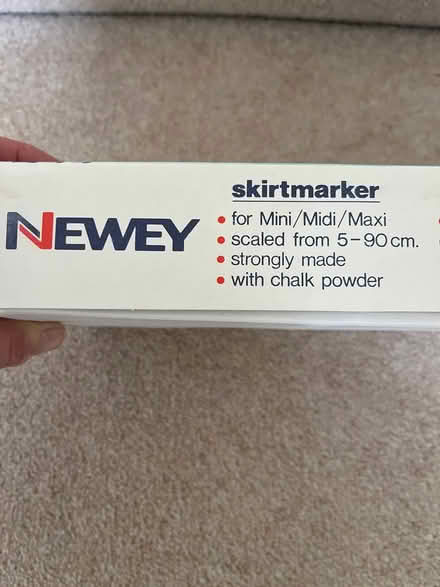 NEWEY
skirtmarker
• for Mini/Midi/Maxi
• scaled from 5-90cm.
• strongly made
• with chalk powder